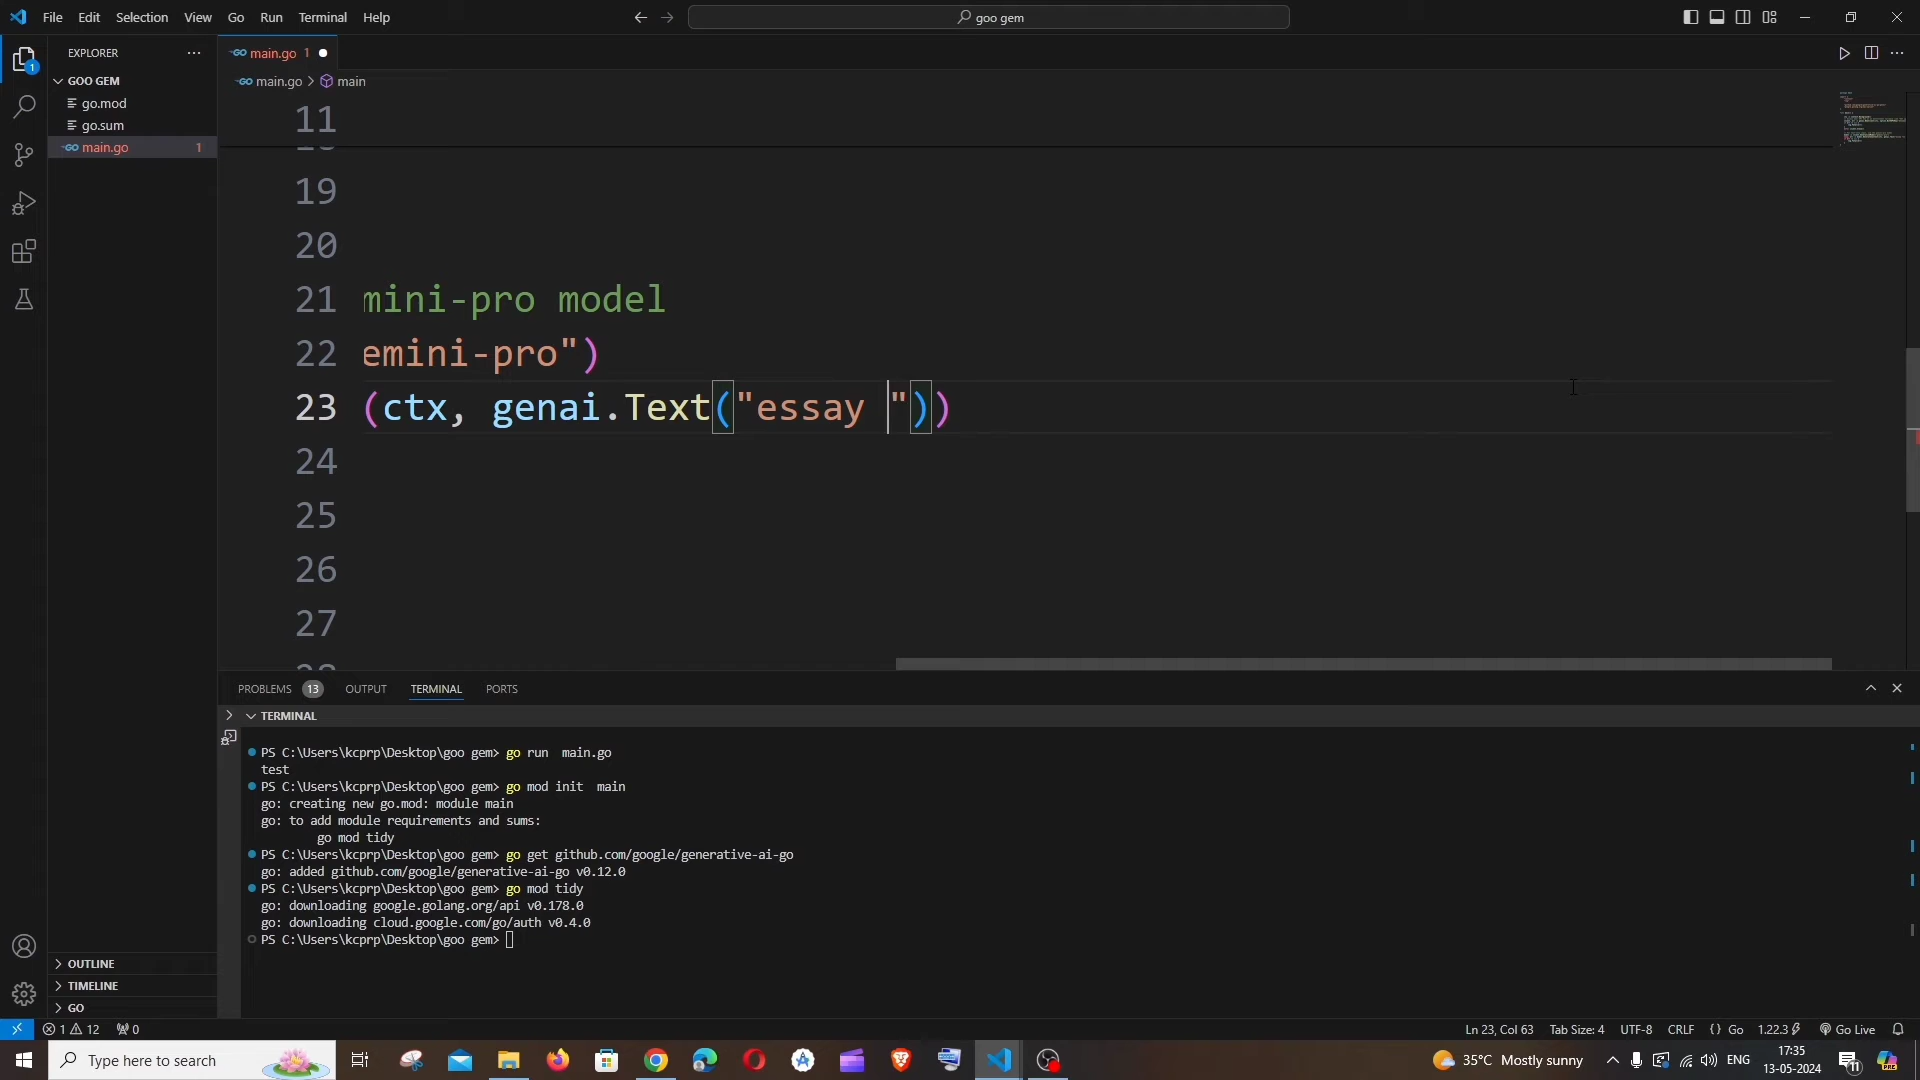 File Edit Selection View Go Run Terminal Help
goo gem
EXPLORER
GOO GEM
go.mod
go.sum
main.go 1
main.go 1
main.go > main
11
19
20
21 mini-pro model
22 emini-pro")
23 (ctx, genai.Text("essay "))
24
25
26
27
PROBLEMS 13 OUTPUT TERMINAL PORTS
TERMINAL
PS C:\Users\kcprp\Desktop\goo gem> go run  main.go
test
PS C:\Users\kcprp\Desktop\goo gem> go mod init  main
go: creating new go.mod: module main
go: to add module requirements and sums:
go mod tidy
PS C:\Users\kcprp\Desktop\goo gem> go get github.com/google/generative-ai-go
go: added github.com/google/generative-ai-go v0.12.0
PS C:\Users\kcprp\Desktop\goo gem> go mod tidy
go: downloading google.golang.org/api v0.178.0
go: downloading cloud.google.com/go/auth v0.4.0
PS C:\Users\kcprp\Desktop\goo gem>
OUTLINE
TIMELINE
GO
1 12 0
Ln 23, Col 63 Tab Size: 4 UTF-8 CRLF {} Go 1.22.3 Go Live
Type here to search
35°C Mostly sunny
ENG
17:35
13-05-2024
11